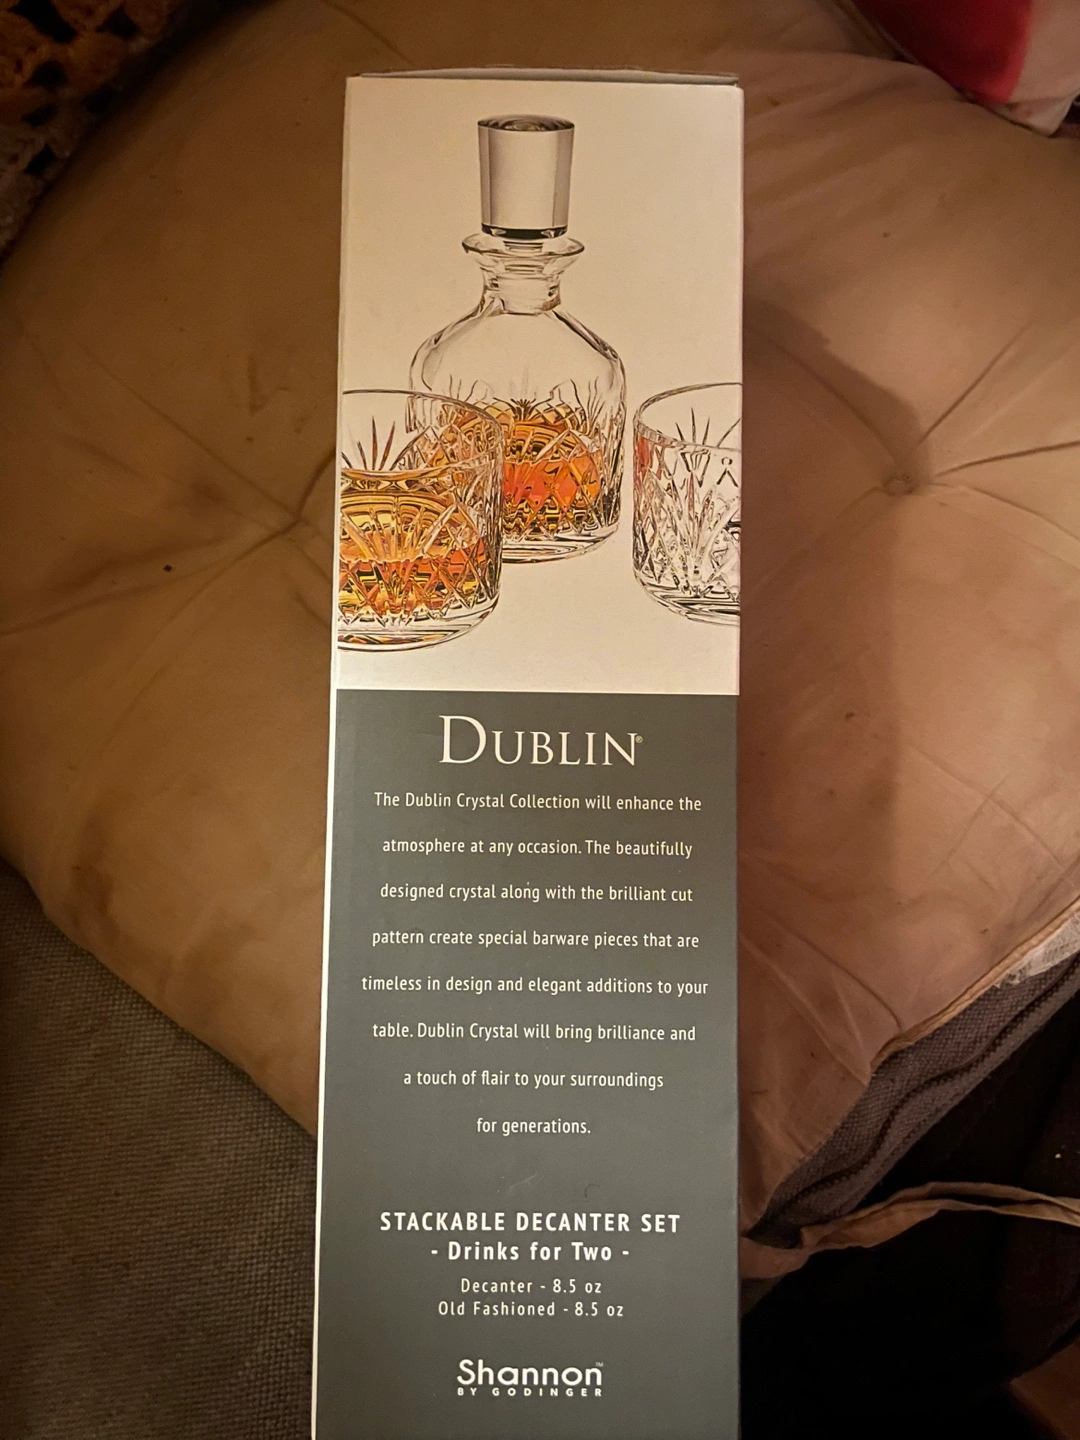 DUBLIN®
The Dublin Crystal Collection will enhance the
atmosphere at any occasion. The beautifully
designed crystal along with the brilliant cut
pattern create special barware pieces that are
timeless in design and elegant additions to your
table. Dublin Crystal will bring brilliance and
a touch of flair to your surroundings
for generations.
STACKABLE DECANTER SET
- Drinks for Two -
Decanter - 8.5 oz
Old Fashioned - 8.5 oz
Shannon™
BY GODINGER